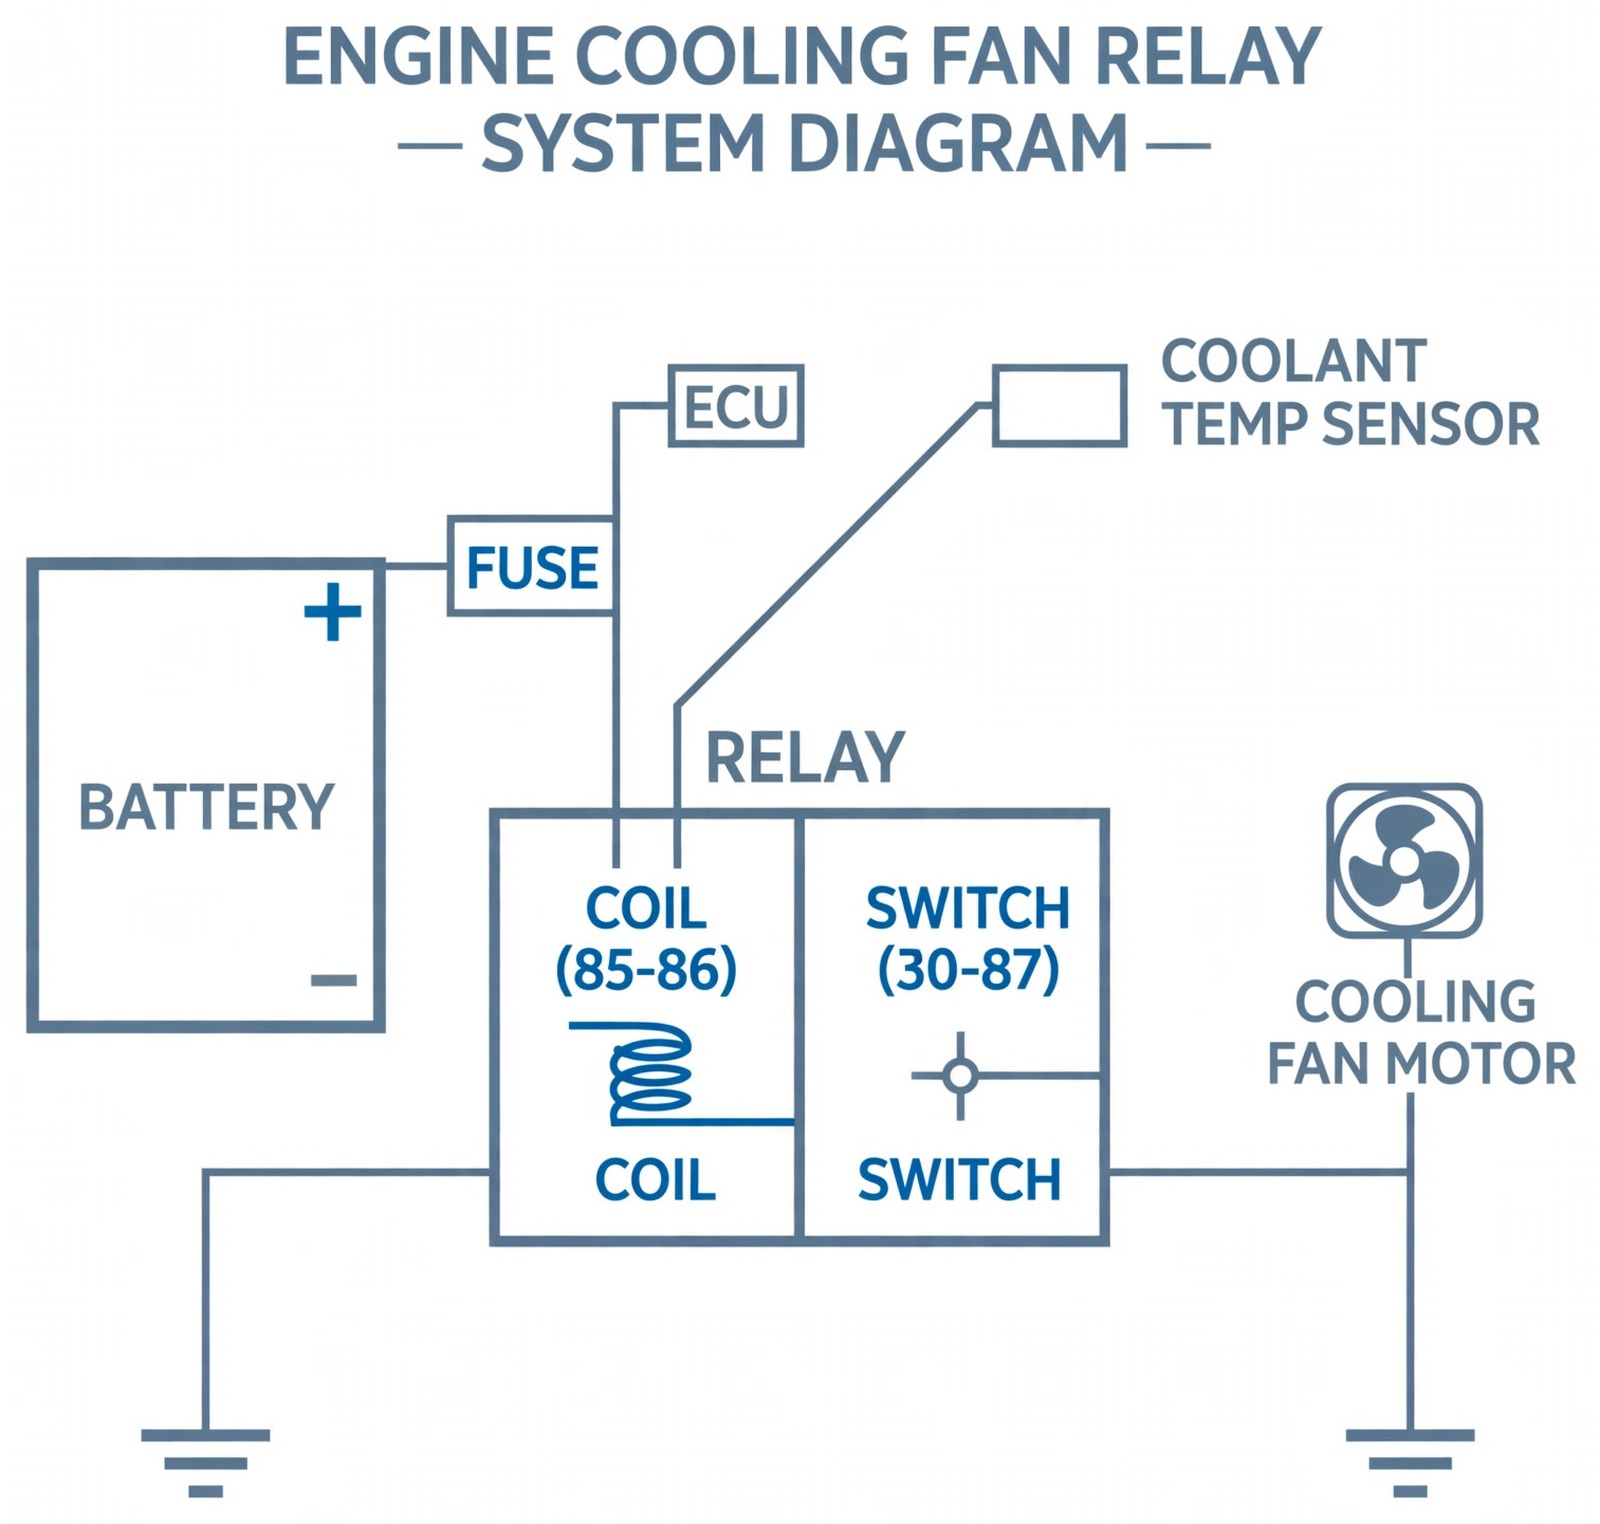 ENGINE COOLING FAN RELAY
— SYSTEM DIAGRAM —
ECU
COOLANT
TEMP SENSOR
FUSE
+
BATTERY
−
RELAY
COIL
(85-86)
COIL
SWITCH
(30-87)
SWITCH
COOLING
FAN MOTOR